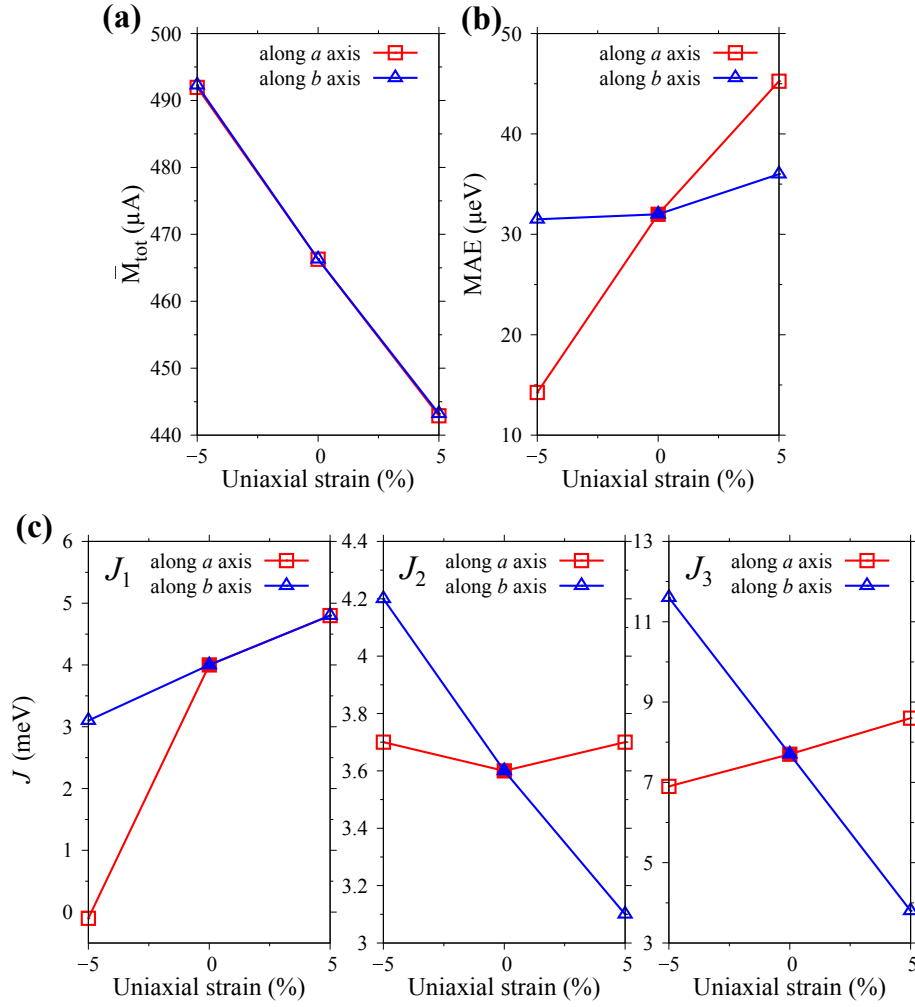 (a)
500
490
480
470
460
450
440
−5
0
5
M̄tot (μA)
Uniaxial strain (%)
along a axis
along b axis
(b)
50
45
40
35
30
25
20
15
10
−5
0
5
MAE (μeV)
Uniaxial strain (%)
along a axis
along b axis
(c)
6
5
4
3
2
1
0
−5
0
5
J (meV)
Uniaxial strain (%)
J1
along a axis
along b axis
4.4
4.2
4
3.8
3.6
3.4
3.2
3
−5
0
5
Uniaxial strain (%)
J2
along a axis
along b axis
13
11
9
7
5
3
−5
0
5
Uniaxial strain (%)
J3
along a axis
along b axis